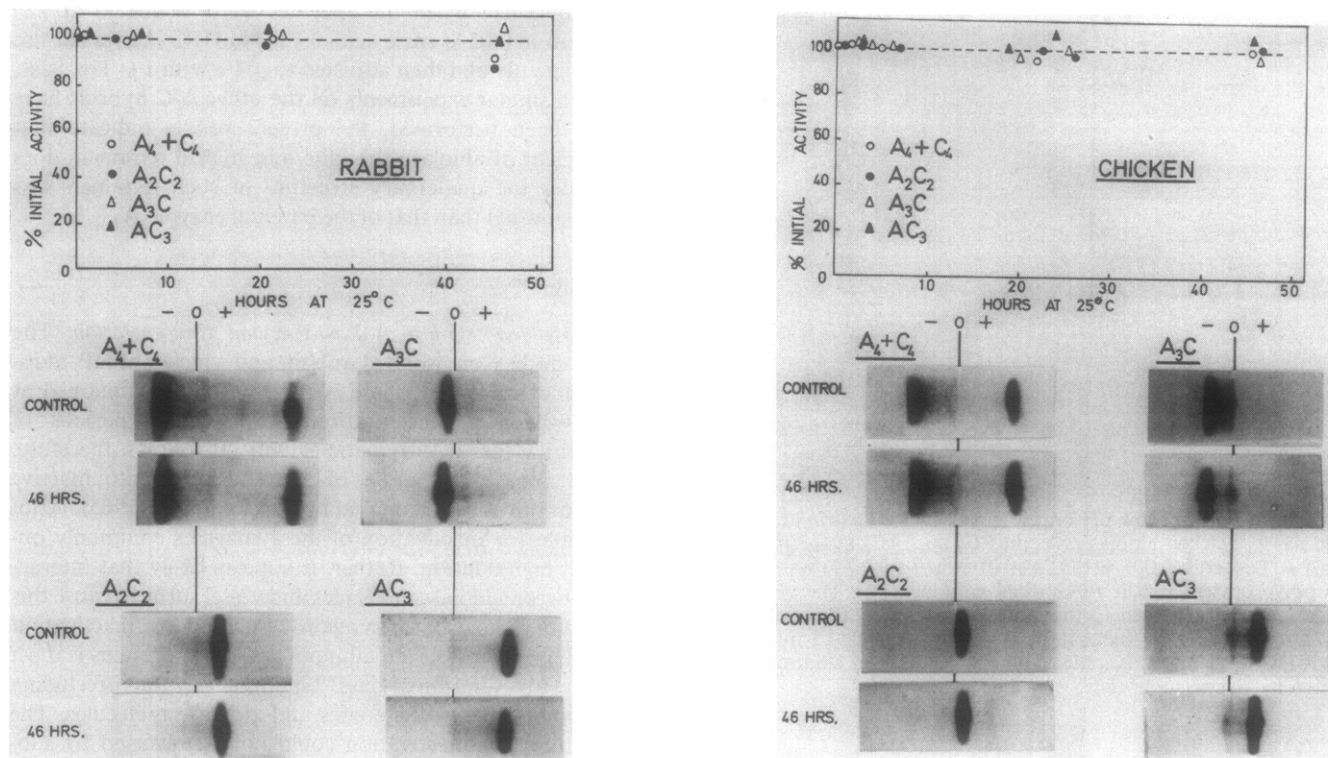 100
80
60
40
20
0
% INITIAL ACTIVITY
○ A₄+C₄
● A₂C₂
△ A₃C
▲ AC₃
RABBIT
10 20 30 40 50
HOURS AT 25°C
− 0 + − 0 +
A₄+C₄ A₃C
CONTROL
46 HRS.
A₂C₂ AC₃
CONTROL
46 HRS.
100
80
60
40
20
0
% INITIAL ACTIVITY
○ A₄+C₄
● A₂C₂
△ A₃C
▲ AC₃
CHICKEN
10 20 30 40 50
HOURS AT 25°C
− 0 + − 0 +
A₄+C₄ A₃C
CONTROL
46 HRS.
A₂C₂ AC₃
CONTROL
46 HRS.